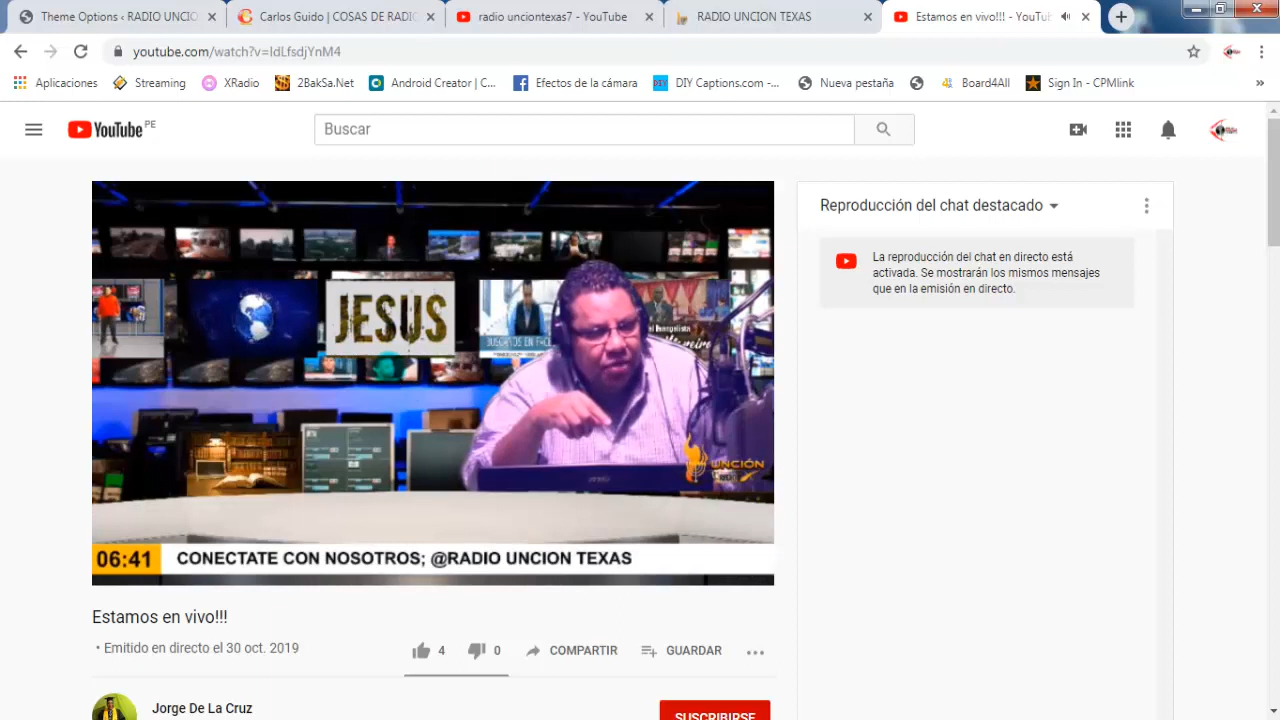 Theme Options ‹ RADIO UNCIO
Carlos Guido | COSAS DE RADIO
radio unciontexas7 - YouTube
RADIO UNCION TEXAS
Estamos en vivo!!! - YouTu
youtube.com/watch?v=IdLfsdjYnM4
Aplicaciones
Streaming
XRadio
2BakSa.Net
Android Creator | C...
Efectos de la cámara
DIY Captions.com -...
Nueva pestaña
Board4All
Sign In - CPMlink
»
YouTube PE
Buscar
JESUS
el Evangelista
UNCIÓN
06:41 CONECTATE CON NOSOTROS; @RADIO UNCION TEXAS
Reproducción del chat destacado
La reproducción del chat en directo está
activada. Se mostrarán los mismos mensajes
que en la emisión en directo.
Estamos en vivo!!!
• Emitido en directo el 30 oct. 2019
4
0
COMPARTIR
GUARDAR
Jorge De La Cruz
SUSCRIBIRSE